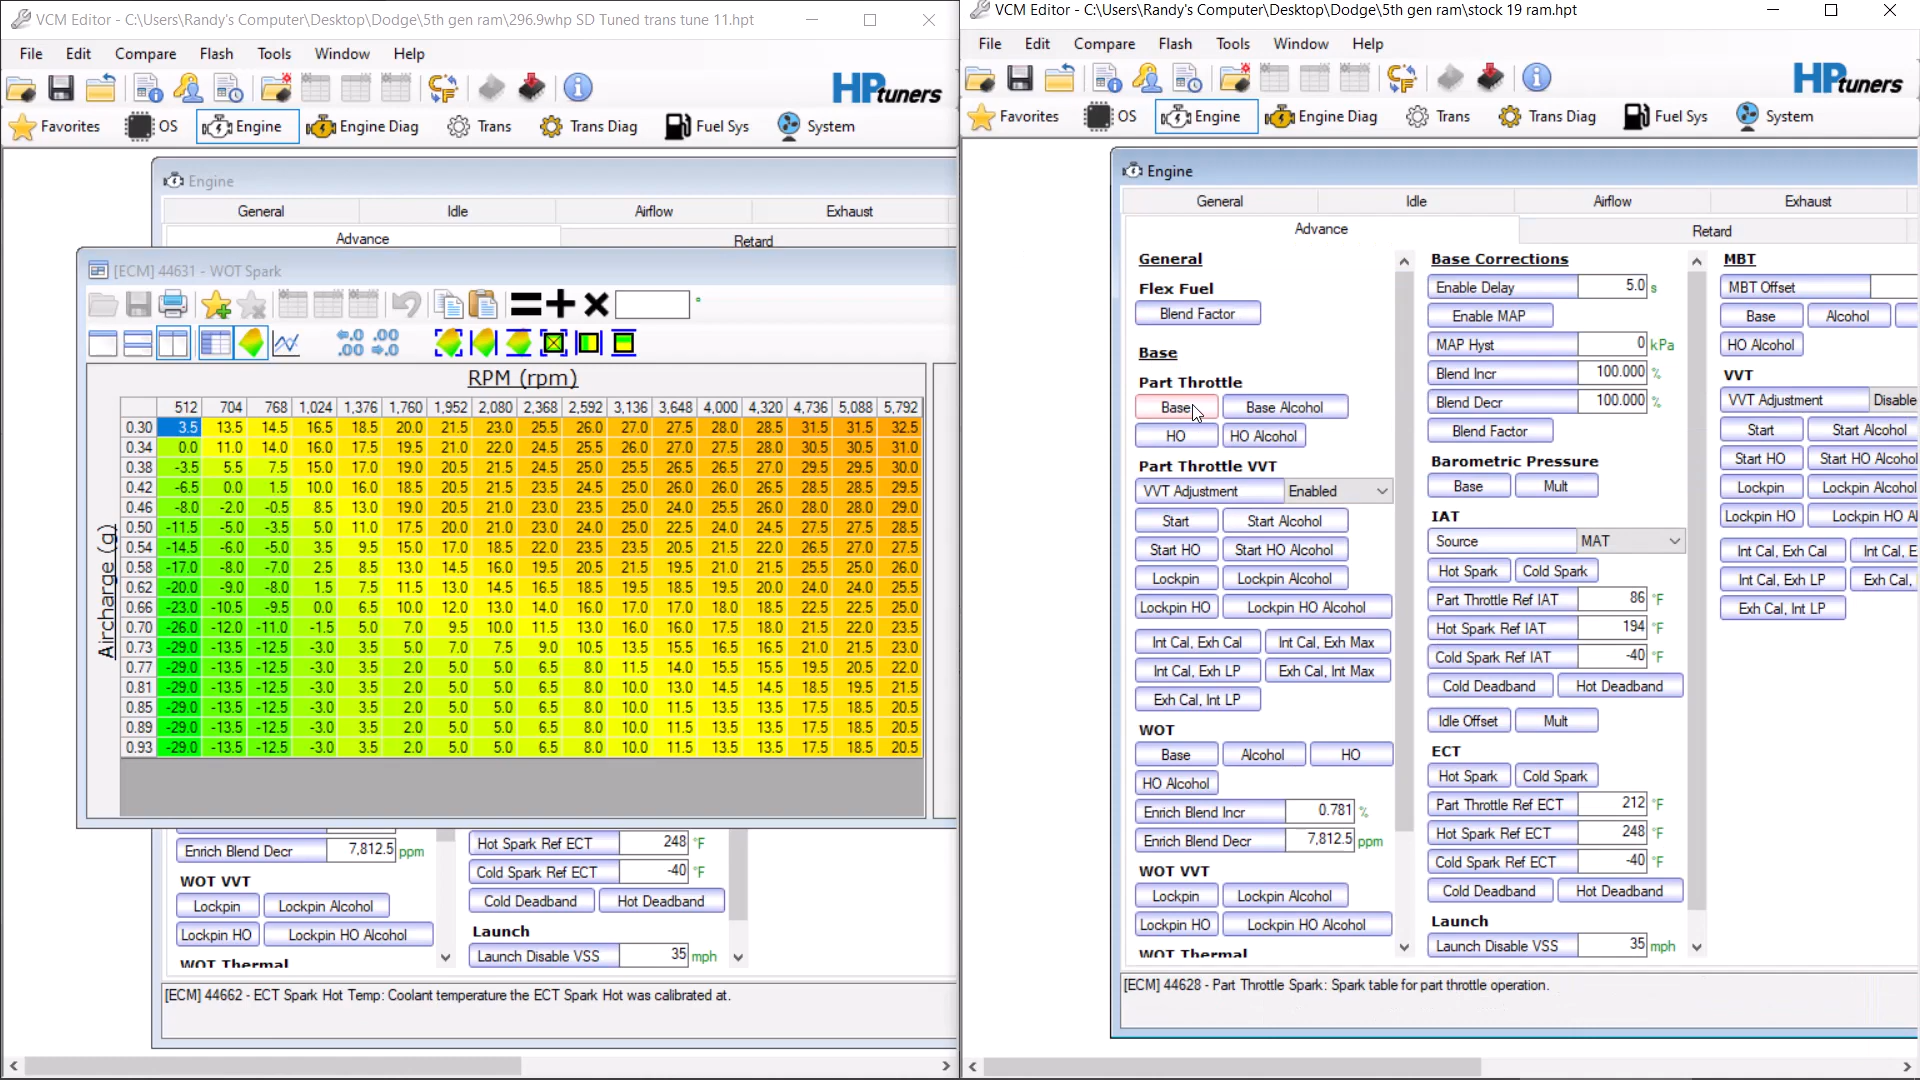 VCM Editor - C:\Users\Randy's Computer\Desktop\Dodge\5th gen ram\296.9whp SD Tuned trans tune 11.hpt
File Edit Compare Flash Tools Window Help
HPtuners
Favorites OS Engine Engine Diag Trans Trans Diag Fuel Sys System
Engine
General Idle Airflow Exhaust
Advance Retard
[ECM] 44631 - WOT Spark
°
RPM (rpm)
Aircharge (g)
512 704 768 1,024 1,376 1,760 1,952 2,080 2,368 2,592 3,136 3,648 4,000 4,320 4,736 5,088 5,792
0.30 3.5 13.5 14.5 16.5 18.5 20.0 21.5 23.0 25.5 26.0 27.0 27.5 28.0 28.5 31.5 31.5 32.5
0.34 0.0 11.0 14.0 16.0 17.5 19.5 21.0 22.0 24.5 25.5 26.0 27.0 27.5 28.0 30.5 30.5 31.0
0.38 -3.5 5.5 7.5 15.0 17.0 19.0 20.5 21.5 24.5 25.0 25.5 26.5 26.5 27.0 29.5 29.5 30.0
0.42 -6.5 0.0 1.5 10.0 16.0 18.5 20.5 21.5 23.5 24.5 25.0 26.0 26.0 26.5 28.5 28.5 29.5
0.46 -8.0 -2.0 -0.5 8.5 13.0 19.0 20.5 21.0 23.0 23.5 25.0 24.0 25.5 26.0 28.0 28.0 29.0
0.50 -11.5 -5.0 -3.5 5.0 11.0 17.5 20.0 21.0 23.0 24.0 25.0 22.5 24.0 24.5 27.5 27.5 28.5
0.54 -14.5 -6.0 -5.0 3.5 9.5 15.0 17.0 18.5 22.0 23.5 23.5 20.5 21.5 22.0 26.5 27.0 27.5
0.58 -17.0 -8.0 -7.0 2.5 8.5 13.0 14.5 16.0 19.5 20.5 21.5 19.5 21.0 21.5 25.5 25.0 26.0
0.62 -20.0 -9.0 -8.0 1.5 7.5 11.5 13.0 14.5 16.5 18.5 19.5 18.5 19.5 20.0 24.0 24.0 25.5
0.66 -23.0 -10.5 -9.5 0.0 6.5 10.0 12.0 13.0 14.0 16.0 17.0 17.0 18.0 18.5 22.5 22.5 25.0
0.70 -26.0 -12.0 -11.0 -1.5 5.0 7.0 9.5 10.0 11.5 13.0 16.0 16.0 17.5 18.0 21.5 22.0 23.5
0.73 -29.0 -13.5 -12.5 -3.0 3.5 5.0 7.0 7.5 9.0 10.5 13.5 15.5 16.5 16.5 21.0 21.5 23.0
0.77 -29.0 -13.5 -12.5 -3.0 3.5 2.0 5.0 5.0 6.5 8.0 11.5 14.0 15.5 15.5 19.5 20.5 22.0
0.81 -29.0 -13.5 -12.5 -3.0 3.5 2.0 5.0 5.0 6.5 8.0 10.0 13.0 14.5 14.5 18.5 19.5 21.5
0.85 -29.0 -13.5 -12.5 -3.0 3.5 2.0 5.0 5.0 6.5 8.0 10.0 11.5 13.5 13.5 17.5 18.5 20.5
0.89 -29.0 -13.5 -12.5 -3.0 3.5 2.0 5.0 5.0 6.5 8.0 10.0 11.5 13.5 13.5 17.5 18.5 20.5
0.93 -29.0 -13.5 -12.5 -3.0 3.5 2.0 5.0 5.0 6.5 8.0 10.0 11.5 13.5 13.5 17.5 18.5 20.5
Enrich Blend Decr 7,812.5 ppm
WOT VVT
Lockpin Lockpin Alcohol
Lockpin HO Lockpin HO Alcohol
WOT Thermal
Hot Spark Ref ECT 248 °F
Cold Spark Ref ECT -40 °F
Cold Deadband Hot Deadband
Launch
Launch Disable VSS 35 mph
[ECM] 44662 - ECT Spark Hot Temp: Coolant temperature the ECT Spark Hot was calibrated at.
VCM Editor - C:\Users\Randy's Computer\Desktop\Dodge\5th gen ram\stock 19 ram.hpt
File Edit Compare Flash Tools Window Help
HPtuners
Favorites OS Engine Engine Diag Trans Trans Diag Fuel Sys System
Engine
General Idle Airflow Exhaust
Advance Retard
General
Flex Fuel
Blend Factor
Base
Part Throttle
Base Base Alcohol
HO HO Alcohol
Part Throttle VVT
VVT Adjustment Enabled
Start Start Alcohol
Start HO Start HO Alcohol
Lockpin Lockpin Alcohol
Lockpin HO Lockpin HO Alcohol
Int Cal, Exh Cal Int Cal, Exh Max
Int Cal, Exh LP Exh Cal, Int Max
Exh Cal, Int LP
WOT
Base Alcohol HO
HO Alcohol
Enrich Blend Incr 0.781 %
Enrich Blend Decr 7,812.5 ppm
WOT VVT
Lockpin Lockpin Alcohol
Lockpin HO Lockpin HO Alcohol
WOT Thermal
Base Corrections
Enable Delay 5.0 s
Enable MAP
MAP Hyst 0 kPa
Blend Incr 100.000 %
Blend Decr 100.000 %
Blend Factor
Barometric Pressure
Base Mult
IAT
Source MAT
Hot Spark Cold Spark
Part Throttle Ref IAT 86 °F
Hot Spark Ref IAT 194 °F
Cold Spark Ref IAT -40 °F
Cold Deadband Hot Deadband
Idle Offset Mult
ECT
Hot Spark Cold Spark
Part Throttle Ref ECT 212 °F
Hot Spark Ref ECT 248 °F
Cold Spark Ref ECT -40 °F
Cold Deadband Hot Deadband
Launch
Launch Disable VSS 35 mph
MBT
MBT Offset
Base Alcohol
HO Alcohol
VVT
VVT Adjustment Disable
Start Start Alcohol
Start HO Start HO Alcohol
Lockpin Lockpin Alcohol
Lockpin HO Lockpin HO Al
Int Cal, Exh Cal Int Cal, E
Int Cal, Exh LP Exh Cal,
Exh Cal, Int LP
[ECM] 44628 - Part Throttle Spark: Spark table for part throttle operation.